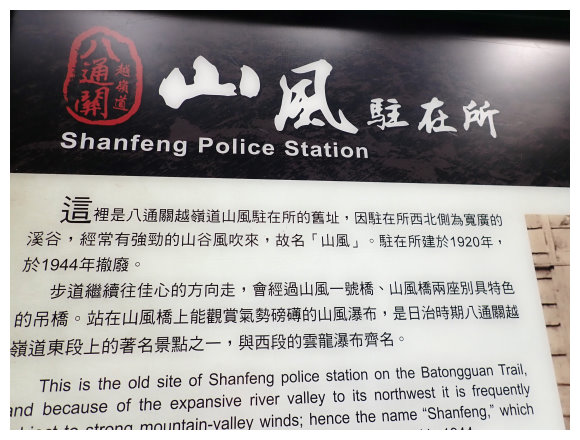 八通關
越嶺道
山風駐在所
Shanfeng Police Station
這裡是八通關越嶺道山風駐在所的舊址，因駐在所西北側為寬廣的
溪谷，經常有強勁的山谷風吹來，故名「山風」。駐在所建於1920年，
於1944年撤廢。
步道繼續往佳心的方向走，會經過山風一號橋、山風橋兩座別具特色
的吊橋。站在山風橋上能觀賞氣勢磅礡的山風瀑布，是日治時期八通關越
嶺道東段上的著名景點之一，與西段的雲龍瀑布齊名。
This is the old site of Shanfeng police station on the Batongguan Trail,
and because of the expansive river valley to its northwest it is frequently
subject to strong mountain-valley winds; hence the name “Shanfeng,” which